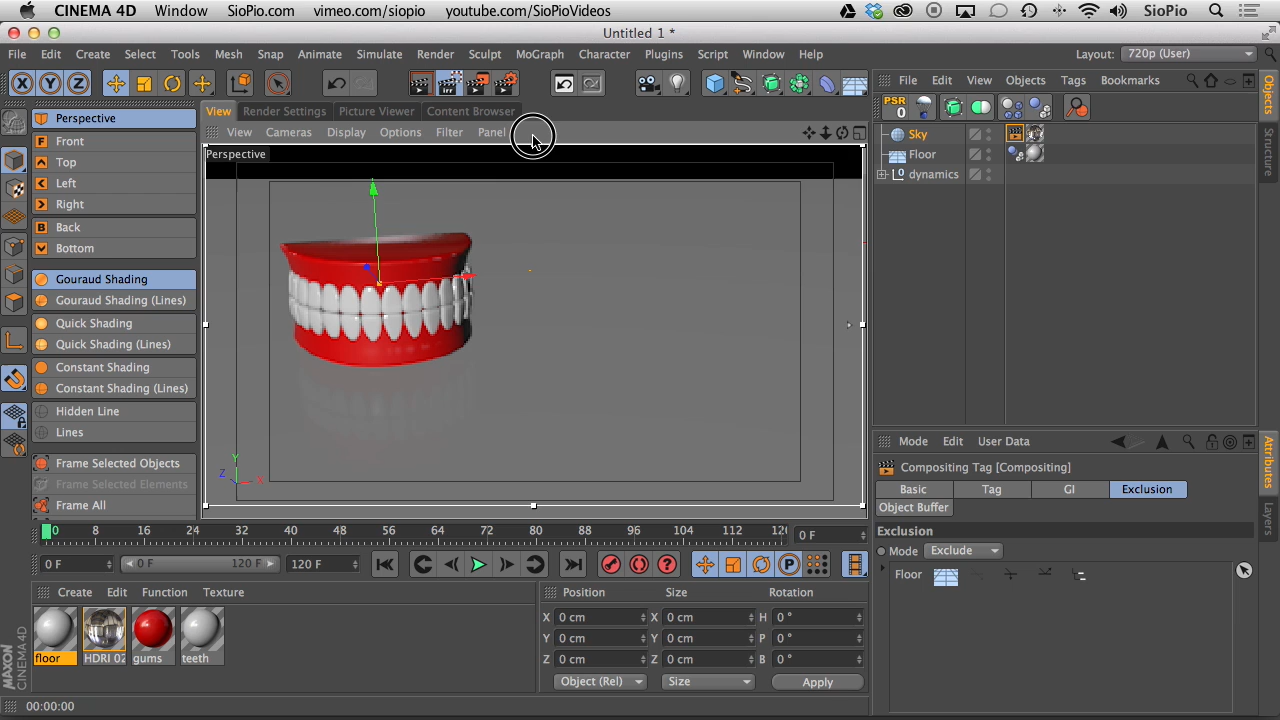 CINEMA 4D Window SioPio.com vimeo.com/siopio youtube.com/SioPioVideos SioPio
Untitled 1 *
File Edit Create Select Tools Mesh Snap Animate Simulate Render Sculpt MoGraph Character Plugins Script Window Help Layout: 720p (User)
X Y Z
View Render Settings Picture Viewer Content Browser
View Cameras Display Options Filter Panel
Perspective
Perspective
F Front
Top
Left
Right
B Back
Bottom
Gouraud Shading
Gouraud Shading (Lines)
Quick Shading
Quick Shading (Lines)
Constant Shading
Constant Shading (Lines)
Hidden Line
Lines
Frame Selected Objects
Frame Selected Elements
Frame All
Y
Z X
File Edit View Objects Tags Bookmarks
PSR
0
Sky
Floor
dynamics
Objects
Structure
Mode Edit User Data
Compositing Tag [Compositing]
Basic Tag GI Exclusion
Object Buffer
Exclusion
Mode Exclude
Floor
Attributes
Layers
0 8 16 24 32 40 48 56 64 72 80 88 96 104 112 12 0 F
0 F 0 F 120 F 120 F
P
Create Edit Function Texture
floor HDRI 02 gums teeth
Position Size Rotation
X 0 cm X 0 cm H 0 °
Y 0 cm Y 0 cm P 0 °
Z 0 cm Z 0 cm B 0 °
Object (Rel) Size Apply
MAXON
CINEMA 4D
00:00:00